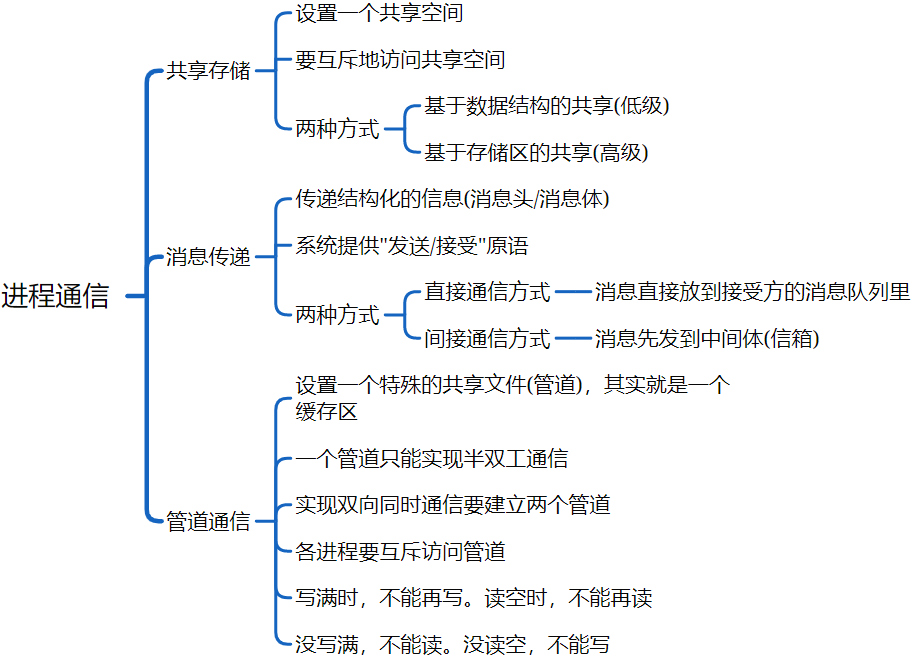 进程通信
共享存储
设置一个共享空间
要互斥地访问共享空间
两种方式
基于数据结构的共享(低级)
基于存储区的共享(高级)
消息传递
传递结构化的信息(消息头/消息体)
系统提供"发送/接受"原语
两种方式
直接通信方式
消息直接放到接受方的消息队列里
间接通信方式
消息先发到中间体(信箱)
管道通信
设置一个特殊的共享文件(管道)，其实就是一个
缓存区
一个管道只能实现半双工通信
实现双向同时通信要建立两个管道
各进程要互斥访问管道
写满时，不能再写。读空时，不能再读
没写满，不能读。没读空，不能写